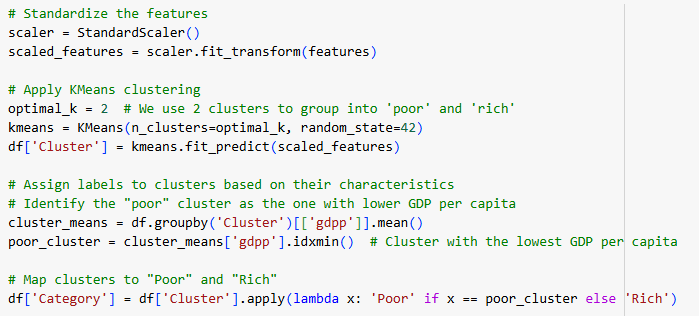 # Standardize the features
scaler = StandardScaler()
scaled_features = scaler.fit_transform(features)
# Apply KMeans clustering
optimal_k = 2  # We use 2 clusters to group into 'poor' and 'rich'
kmeans = KMeans(n_clusters=optimal_k, random_state=42)
df['Cluster'] = kmeans.fit_predict(scaled_features)
# Assign labels to clusters based on their characteristics
# Identify the "poor" cluster as the one with lower GDP per capita
cluster_means = df.groupby('Cluster')[['gdpp']].mean()
poor_cluster = cluster_means['gdpp'].idxmin()  # Cluster with the lowest GDP per capita
# Map clusters to "Poor" and "Rich"
df['Category'] = df['Cluster'].apply(lambda x: 'Poor' if x == poor_cluster else 'Rich')